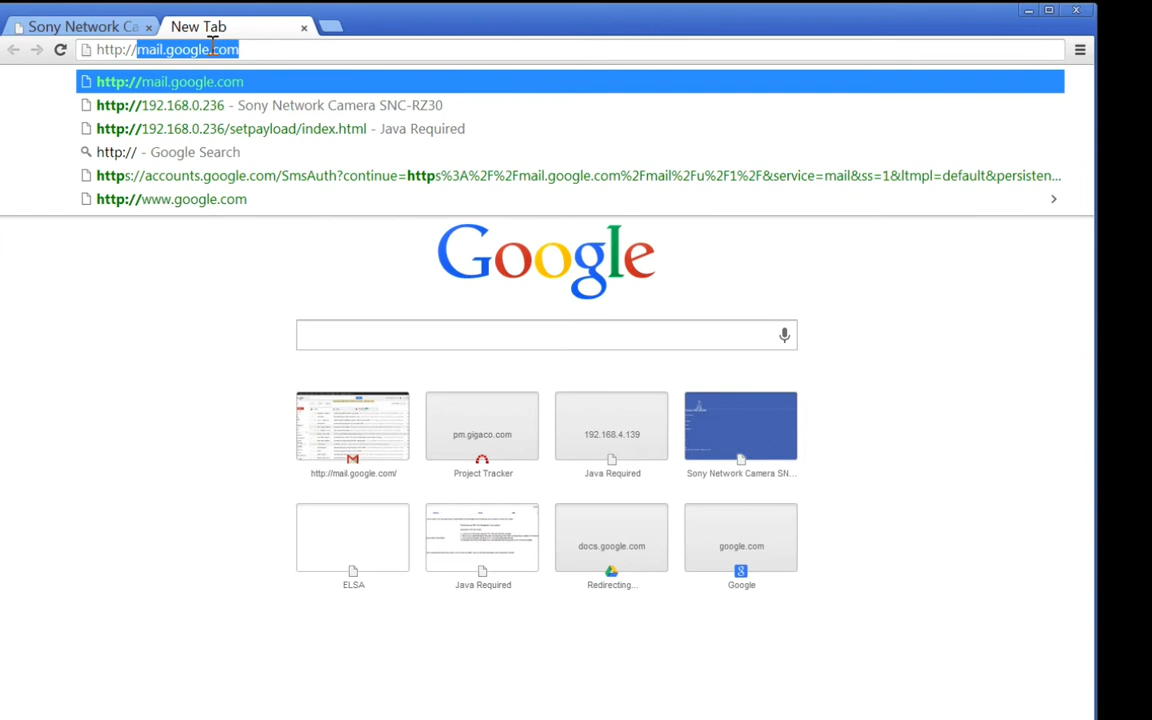 Sony Network Ca
New Tab
http://mail.google.com
http://mail.google.com
http://192.168.0.236 - Sony Network Camera SNC-RZ30
http://192.168.0.236/setpayload/index.html - Java Required
http:// - Google Search
https://accounts.google.com/SmsAuth?continue=https%3A%2F%2Fmail.google.com%2Fmail%2Fu%2F1%2F&service=mail&ss=1&ltmpl=default&persisten...
http://www.google.com
Google
pm.gigaco.com
192.168.4.139
http://mail.google.com/
Project Tracker
Java Required
Sony Network Camera SN...
docs.google.com
google.com
ELSA
Java Required
Redirecting...
Google